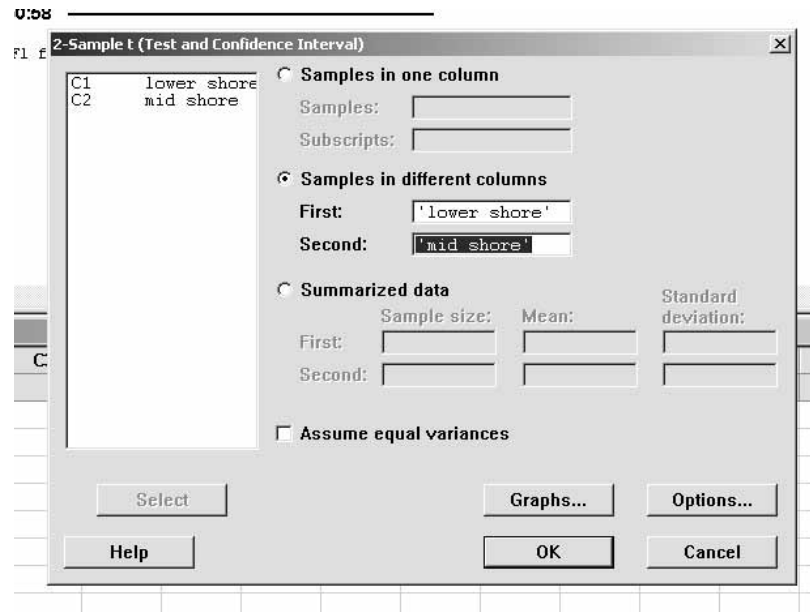 0:58
F1 f
2-Sample t (Test and Confidence Interval)
C1 lower shore
C2 mid shore
Samples in one column
Samples:
Subscripts:
Samples in different columns
First: 'lower shore'
Second: 'mid shore'
Summarized data
Sample size: Mean: Standard deviation:
First:
Second:
C
Assume equal variances
Select Graphs... Options...
Help OK Cancel